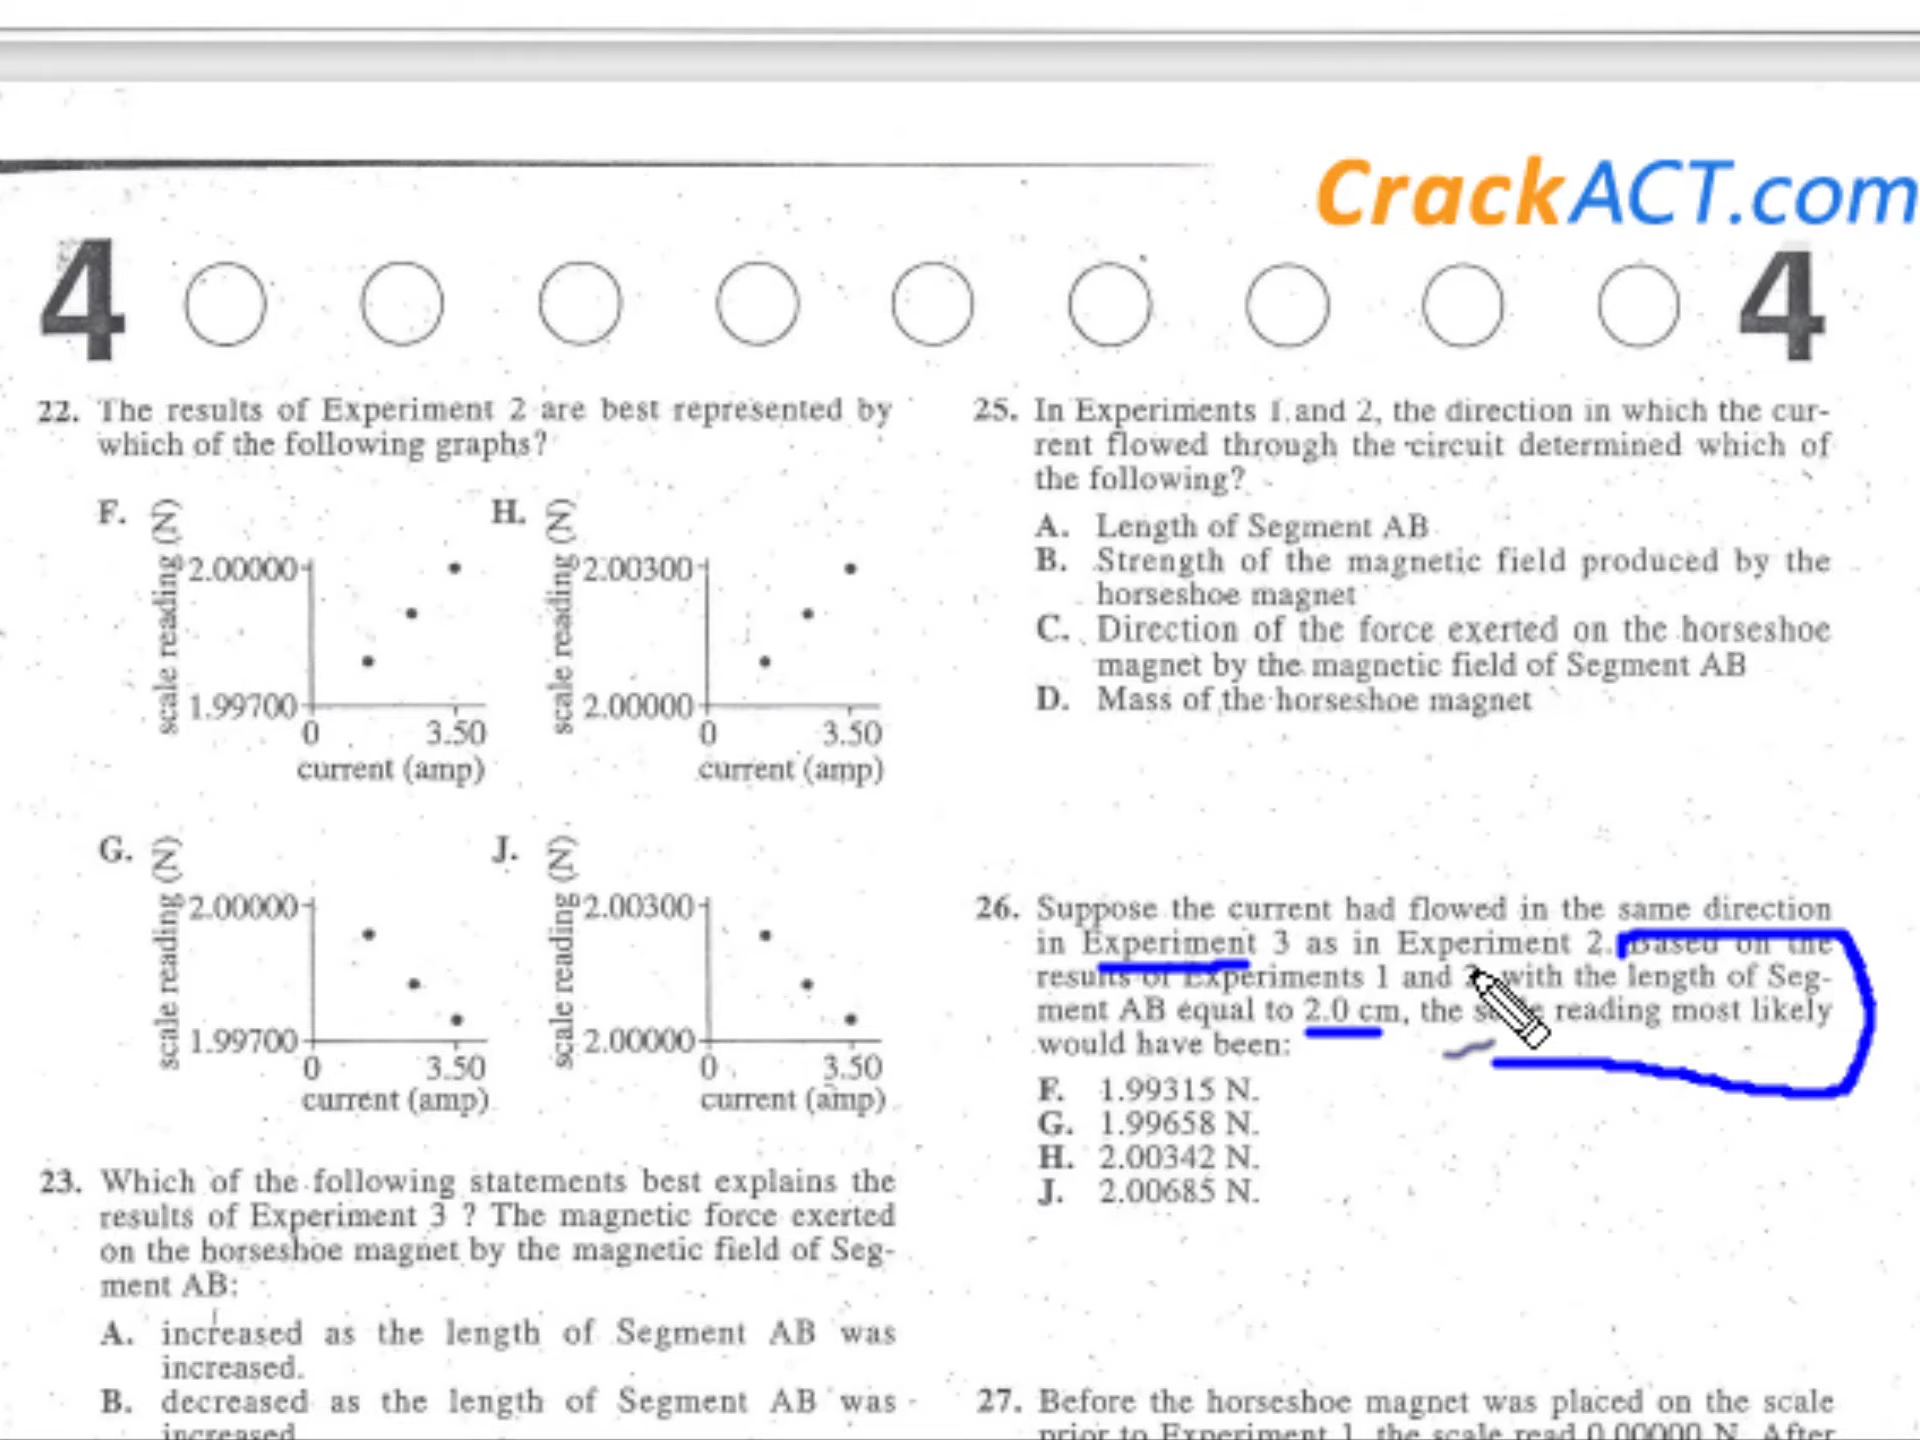 CrackACT.com
4 4
22. The results of Experiment 2 are best represented by
which of the following graphs?
F.
scale reading (N)
2.00000
1.99700
0 3.50
current (amp)
H.
scale reading (N)
2.00300
2.00000
0 3.50
current (amp)
G.
scale reading (N)
2.00000
1.99700
0 3.50
current (amp)
J.
scale reading (N)
2.00300
2.00000
0 3.50
current (amp)
23. Which of the following statements best explains the
results of Experiment 3 ? The magnetic force exerted
on the horseshoe magnet by the magnetic field of Seg-
ment AB:
A. increased as the length of Segment AB was
increased.
B. decreased as the length of Segment AB was
increased.
25. In Experiments 1 and 2, the direction in which the cur-
rent flowed through the circuit determined which of
the following?
A. Length of Segment AB
B. Strength of the magnetic field produced by the
horseshoe magnet
C. Direction of the force exerted on the horseshoe
magnet by the magnetic field of Segment AB
D. Mass of the horseshoe magnet
26. Suppose the current had flowed in the same direction
in Experiment 3 as in Experiment 2. Based on the
results of Experiments 1 and with the length of Seg-
ment AB equal to 2.0 cm, the reading most likely
would have been:
F. 1.99315 N.
G. 1.99658 N.
H. 2.00342 N.
J. 2.00685 N.
27. Before the horseshoe magnet was placed on the scale
prior to Experiment 1, the scale read 0.00000 N. After